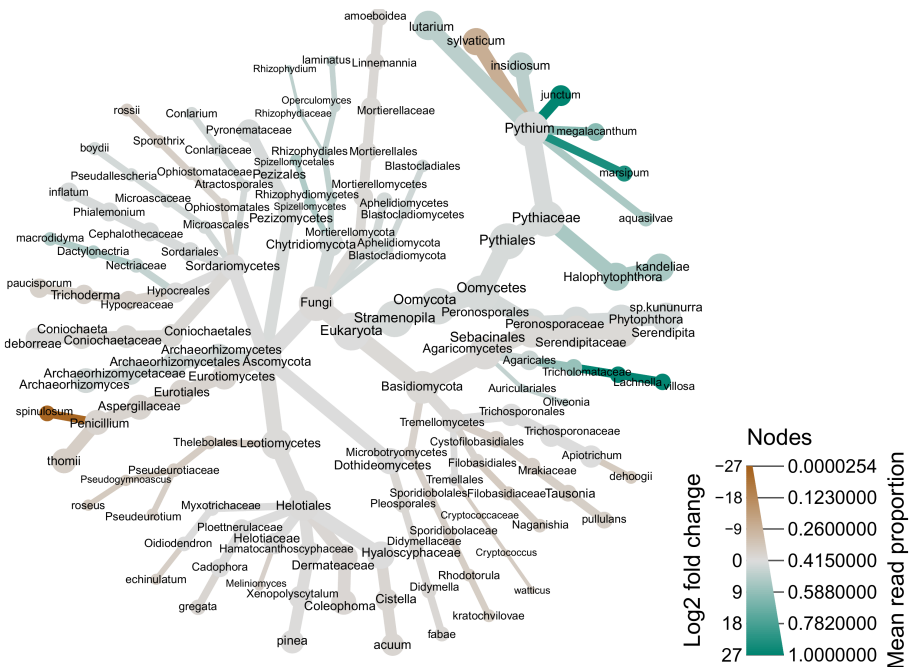 amoeboidea
lutarium
sylvaticum
laminatus
Linnemannia
insidiosum
Rhizophydium
junctum
Operculomyces
rossii
Conlarium
Rhizophydiaceae
Mortierellaceae
Pyronemataceae
Pythium
megalacanthum
Sporothrix
boydii
Conlariaceae
Rhizophydiales
Mortierellales
Spizellomycetales
Blastocladiales
Pseudallescheria
Ophiostomataceae
Pezizales
marsipum
inflatum
Atractosporales
Mortierellomycetes
Microascaceae
Rhizophydiomycetes
Aphelidiomycetes
Phialemonium
Ophiostomatales
Spizellomycetes
Blastocladiomycetes
Pezizomycetes
Pythiaceae
aquasilvae
Microascales
Cephalothecaceae
Mortierellomycota
macrodidyma
Chytridiomycota
Aphelidiomycota
Pythiales
Dactylonectria
Sordariales
Blastocladiomycota
Nectriaceae
Sordariomycetes
kandeliae
Halophytophthora
paucisporum
Trichoderma
Hypocreales
Oomycetes
Hypocreaceae
Fungi
Oomycota
sp.kununurra
Stramenopila
Peronosporales
Phytophthora
Coniochaeta
Coniochaetales
Eukaryota
Peronosporaceae
Serendipita
deborreae
Coniochaetaceae
Sebacinales
Serendipitaceae
Archaeorhizomycetes
Agaricomycetes
Archaeorhizomycetales
Ascomycota
Agaricales
Archaeorhizomycetaceae
Eurotiomycetes
Tricholomataceae
Archaeorhizomyces
Basidiomycota
Lachnella
villosa
Eurotiales
Auriculariales
Aspergillaceae
Oliveonia
spinulosum
Trichosporonales
Penicillium
Tremellomycetes
Trichosporonaceae
Thelebolales
Leotiomycetes
Cystofilobasidiales
thomii
Microbotryomycetes
Apiotrichum
Dothideomycetes
Filobasidiales
Pseudeurotiaceae
Mrakiaceae
dehoogii
Pseudogymnoascus
Tremellales
Sporidiobolales
Filobasidiaceae
Tausonia
roseus
Myxotrichaceae
Helotiales
Pleosporales
Pseudeurotium
Cryptococcaceae
pullulans
Ploettnerulaceae
Naganishia
Sporidiobolaceae
Oidiodendron
Helotiaceae
Didymellaceae
Hamatocanthoscyphaceae
Hyaloscyphaceae
Cryptococcus
Cadophora
Dermateaceae
echinulatum
Rhodotorula
Meliniomyces
Didymella
watticus
Xenopolyscytalum
gregata
Coleophoma
Cistella
kratochvilovae
pinea
acuum
fabae
Nodes
−27 0.0000254
−18 0.1230000
−9 0.2600000
0 0.4150000
9 0.5880000
18 0.7820000
27 1.0000000
Log2 fold change
Mean read proportion